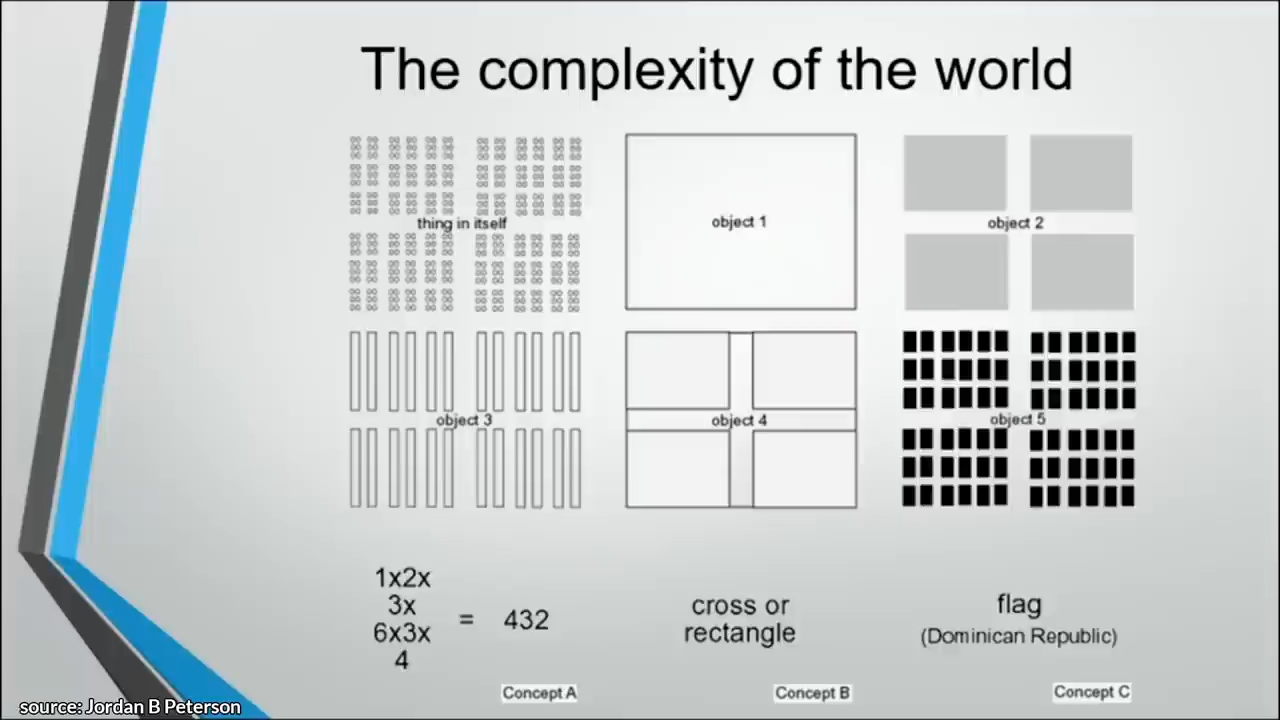 The complexity of the world
thing in itself
object 1
object 2
object 3
object 4
object 5
1x2x
3x
6x3x
4
= 432
cross or
rectangle
flag
(Dominican Republic)
Concept A
Concept B
Concept C
source: Jordan B Peterson